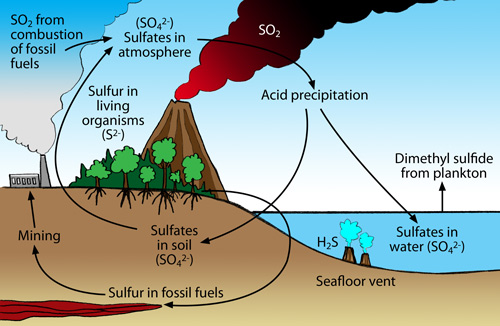 SO₂ from
combustion
of fossil
fuels
(SO₄²⁻)
Sulfates in
atmosphere
SO₂
Sulfur in
living
organisms
(S²⁻)
Acid precipitation
Dimethyl sulfide
from plankton
Mining
Sulfates
in soil
(SO₄²⁻)
H₂S
Sulfates in
water (SO₄²⁻)
Seafloor vent
Sulfur in fossil fuels